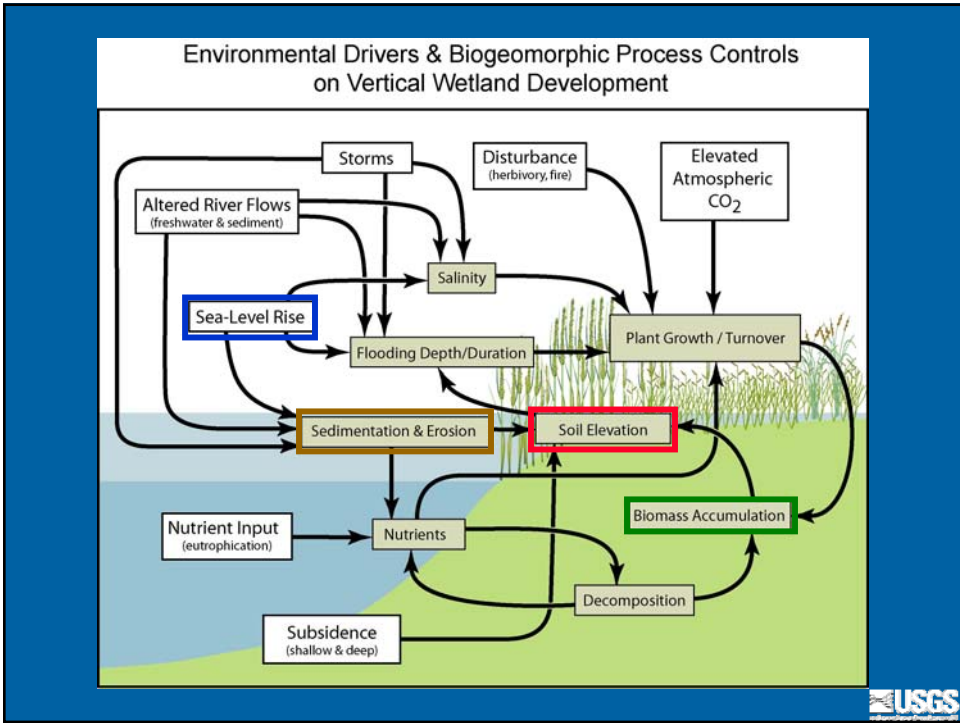 Environmental Drivers & Biogeomorphic Process Controls
on Vertical Wetland Development
Storms
Disturbance
(herbivory, fire)
Elevated
Atmospheric
CO2
Altered River Flows
(freshwater & sediment)
Salinity
Sea-Level Rise
Flooding Depth/Duration
Plant Growth / Turnover
Sedimentation & Erosion
Soil Elevation
Biomass Accumulation
Nutrient Input
(eutrophication)
Nutrients
Decomposition
Subsidence
(shallow & deep)
USGS